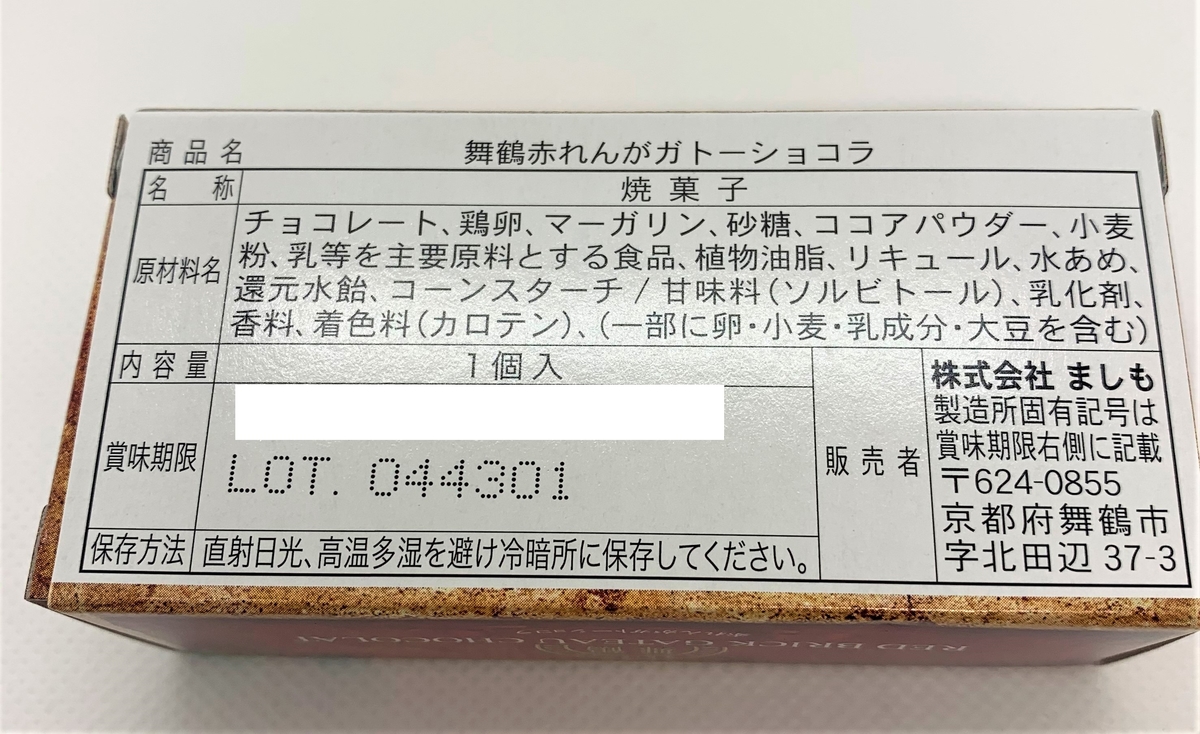 商品名 舞鶴赤れんがガトーショコラ
名称 焼菓子
原材料名
チョコレート、鶏卵、マーガリン、砂糖、ココアパウダー、小麦
粉、乳等を主要原料とする食品、植物油脂、リキュール、水あめ、
還元水飴、コーンスターチ / 甘味料(ソルビトール)、乳化剤、
香料、着色料(カロテン)、(一部に卵・小麦・乳成分・大豆を含む)
内容量 1個入
賞味期限
LOT. 044301
保存方法 直射日光、高温多湿を避け冷暗所に保存してください。
販売者
株式会社 ましも
製造所固有記号は
賞味期限右側に記載
〒624-0855
京都府舞鶴市
字北田辺 37-3
RED BRICK GATEAU CHOCOLAT